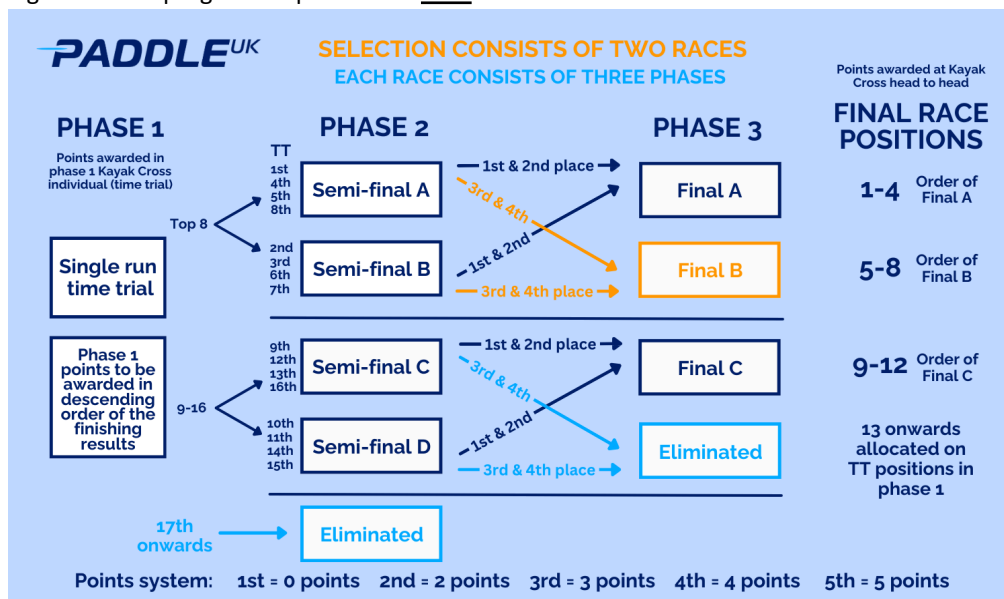 PADDLE UK
SELECTION CONSISTS OF TWO RACES
EACH RACE CONSISTS OF THREE PHASES
Points awarded at Kayak
Cross head to head
FINAL RACE
POSITIONS
PHASE 1
PHASE 2
PHASE 3
Points awarded in
phase 1 Kayak Cross
individual (time trial)
TT
1st
4th
5th
8th
Semi-final A
1st & 2nd place
3rd & 4th
Final A
1-4
Order of
Final A
Top 8
Single run
time trial
2nd
3rd
6th
7th
Semi-final B
1st & 2nd
3rd & 4th place
Final B
5-8
Order of
Final B
Phase 1
points to be
awarded in
descending
order of the
finishing
results
9-16
9th
12th
13th
16th
Semi-final C
1st & 2nd place
3rd & 4th
Final C
9-12
Order of
Final C
10th
11th
14th
15th
Semi-final D
1st & 2nd
3rd & 4th place
Eliminated
13 onwards
allocated on
TT positions in
phase 1
17th
onwards
Eliminated
Points system: 1st = 0 points 2nd = 2 points 3rd = 3 points 4th = 4 points 5th = 5 points